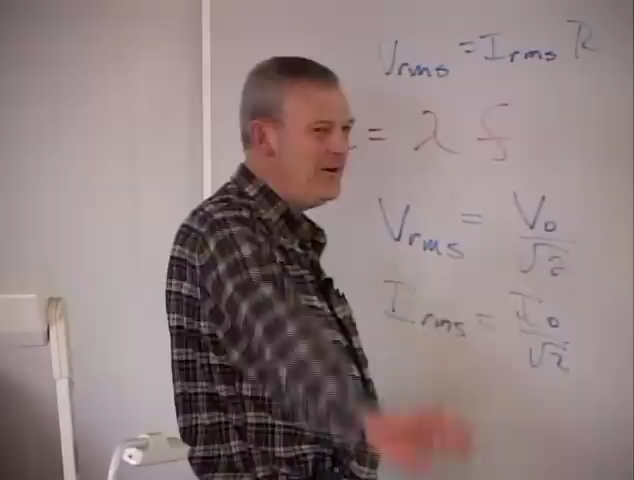 Vrms = Irms R
= λ f
Vrms = V₀/√2
Irms = I₀/√2